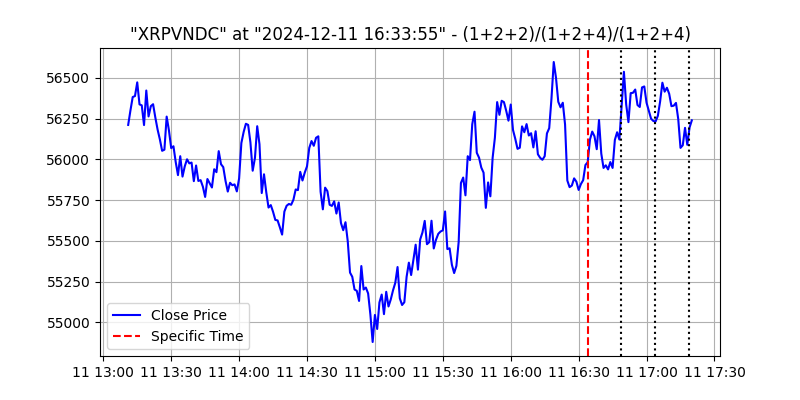 "XRPVNDC" at "2024-12-11 16:33:55" - (1+2+2)/(1+2+4)/(1+2+4)
56500
56250
56000
55750
55500
55250
55000
Close Price
Specific Time
11 13:00 11 13:30 11 14:00 11 14:30 11 15:00 11 15:30 11 16:00 11 16:30 11 17:00 11 17:30